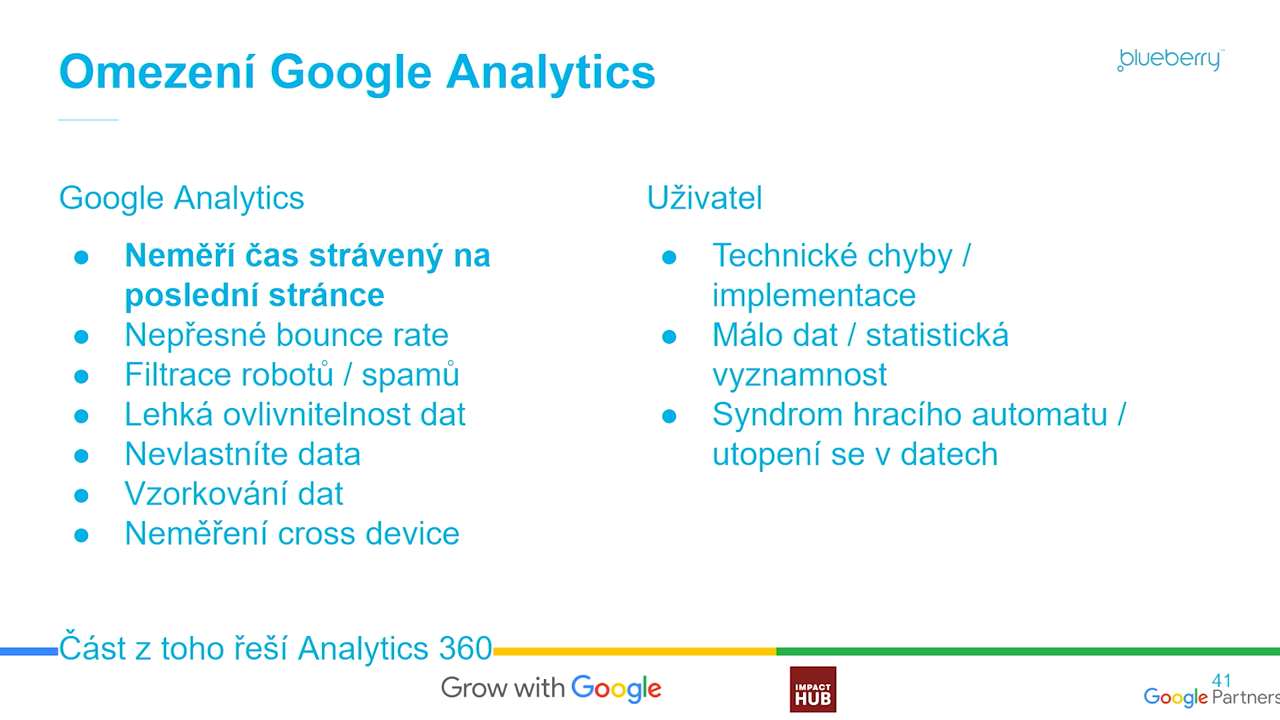 Omezení Google Analytics
blueberry
Google Analytics
● Neměří čas strávený na
poslední stránce
● Nepřesné bounce rate
● Filtrace robotů / spamů
● Lehká ovlivnitelnost dat
● Nevlastníte data
● Vzorkování dat
● Neměření cross device
Uživatel
● Technické chyby /
implementace
● Málo dat / statistická
vyznamnost
● Syndrom hracího automatu /
utopení se v datech
Část z toho řeší Analytics 360
Grow with Google
IMPACT
HUB
41
Google Partners